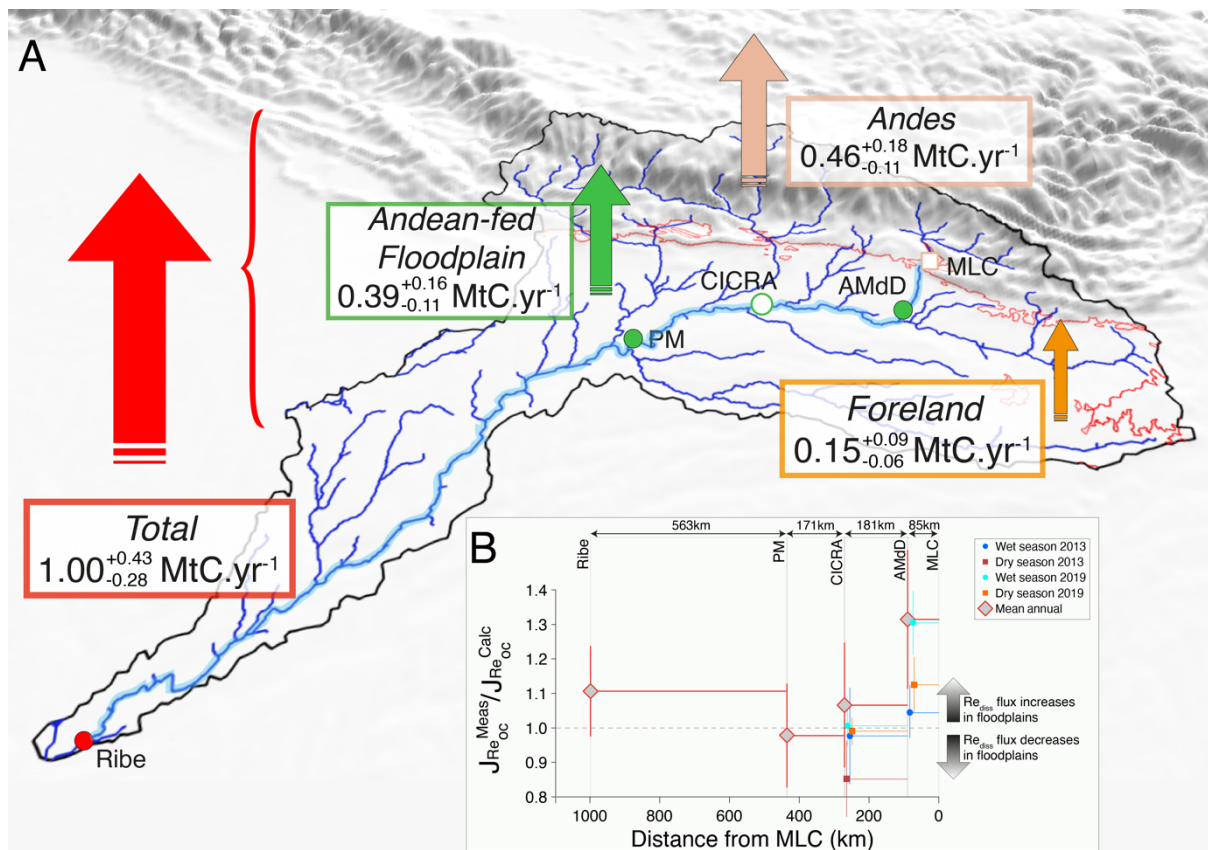 A
Andes
0.46 +0.18 -0.11 MtC.yr-1
Andean-fed
Floodplain
0.39 +0.16 -0.11 MtC.yr-1
CICRA
AMdD
MLC
PM
Foreland
0.15 +0.09 -0.06 MtC.yr-1
Total
1.00 +0.43 -0.28 MtC.yr-1
Ribe
B
563km
171km
181km
85km
Ribe
PM
CICRA
AMdD
MLC
Wet season 2013
Dry season 2013
Wet season 2019
Dry season 2019
Mean annual
1.4
1.3
1.2
1.1
1.0
0.9
0.8
JReoc Meas/JReoc Calc
Rediss flux increases
in floodplains
Rediss flux decreases
in floodplains
1000
800
600
400
200
0
Distance from MLC (km)